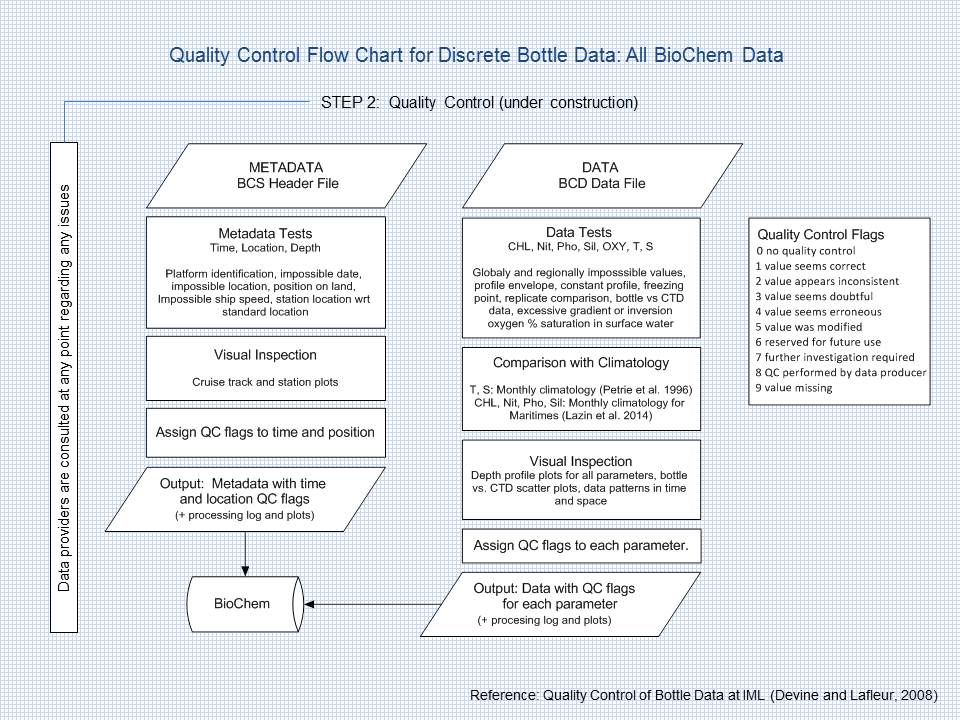 Quality Control Flow Chart for Discrete Bottle Data: All BioChem Data
STEP 2: Quality Control (under construction)
Data providers are consulted at any point regarding any issues
METADATA
BCS Header File
Metadata Tests
Time, Location, Depth
Platform identification, impossible date,
impossible location, position on land,
Impossible ship speed, station location wrt
standard location
Visual Inspection
Cruise track and station plots
Assign QC flags to time and position
Output: Metadata with time
and location QC flags
(+ processing log and plots)
BioChem
DATA
BCD Data File
Data Tests
CHL, Nit, Pho, Sil, OXY, T, S
Globaly and regionally imposssible values,
profile envelope, constant profile, freezing
point, replicate comparison, bottle vs CTD
data, excessive gradient or inversion
oxygen % saturation in surface water
Comparison with Climatology
T, S: Monthly climatology (Petrie et al. 1996)
CHL, Nit, Pho, Sil: Monthly climatology for
Maritimes (Lazin et al. 2014)
Visual Inspection
Depth profile plots for all parameters, bottle
vs. CTD scatter plots, data patterns in time
and space
Assign QC flags to each parameter.
Output: Data with QC flags
for each parameter
(+ procesing log and plots)
Quality Control Flags
0 no quality control
1 value seems correct
2 value appears inconsistent
3 value seems doubtful
4 value seems erroneous
5 value was modified
6 reserved for future use
7 further investigation required
8 QC performed by data producer
9 value missing
Reference: Quality Control of Bottle Data at IML (Devine and Lafleur, 2008)